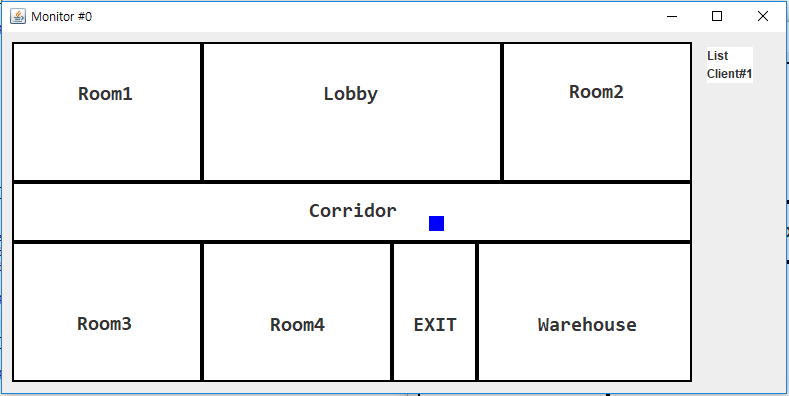 Monitor #0
List
Client#1
Room1
Lobby
Room2
Corridor
Room3
Room4
EXIT
Warehouse